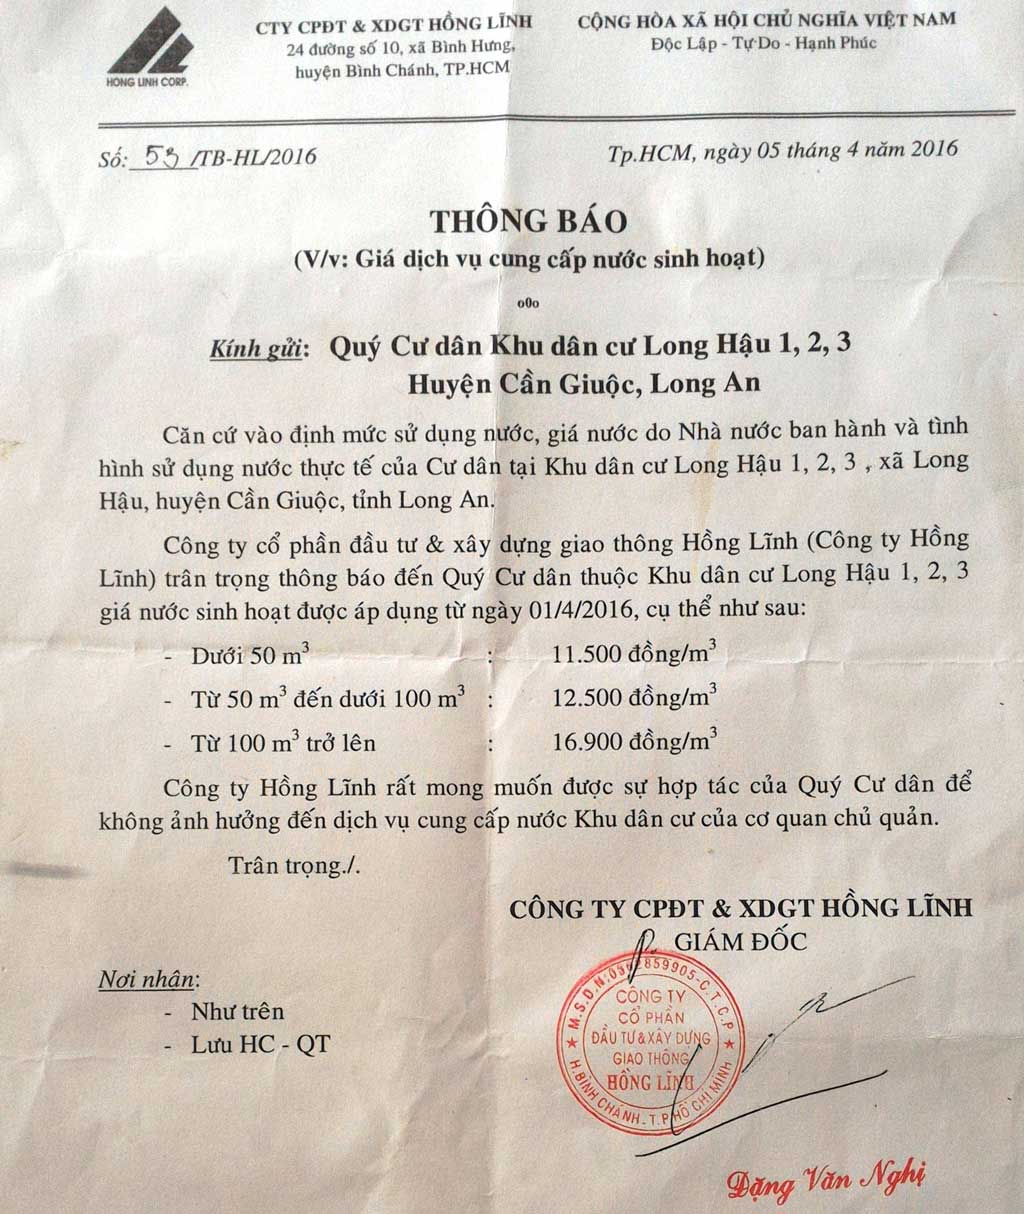 HONG LINH CORP.
CTY CPĐT & XDGT HỒNG LĨNH
24 đường số 10, xã Bình Hưng,
huyện Bình Chánh, TP.HCM
CỘNG HÒA XÃ HỘI CHỦ NGHĨA VIỆT NAM
Độc Lập - Tự Do - Hạnh Phúc
Số: 53 /TB-HL/2016
Tp.HCM, ngày 05 tháng 4 năm 2016
THÔNG BÁO
(V/v: Giá dịch vụ cung cấp nước sinh hoạt)
o0o
Kính gửi: Quý Cư dân Khu dân cư Long Hậu 1, 2, 3
Huyện Cần Giuộc, Long An
Căn cứ vào định mức sử dụng nước, giá nước do Nhà nước ban hành và tình
hình sử dụng nước thực tế của Cư dân tại Khu dân cư Long Hậu 1, 2, 3 , xã Long
Hậu, huyện Cần Giuộc, tỉnh Long An.
Công ty cổ phần đầu tư & xây dựng giao thông Hồng Lĩnh (Công ty Hồng
Lĩnh) trân trọng thông báo đến Quý Cư dân thuộc Khu dân cư Long Hậu 1, 2, 3
giá nước sinh hoạt được áp dụng từ ngày 01/4/2016, cụ thể như sau:
- Dưới 50 m³ : 11.500 đồng/m³
- Từ 50 m³ đến dưới 100 m³ : 12.500 đồng/m³
- Từ 100 m³ trở lên : 16.900 đồng/m³
Công ty Hồng Lĩnh rất mong muốn được sự hợp tác của Quý Cư dân để
không ảnh hưởng đến dịch vụ cung cấp nước Khu dân cư của cơ quan chủ quản.
Trân trọng./.
CÔNG TY CPĐT & XDGT HỒNG LĨNH
P. GIÁM ĐỐC
Nơi nhận:
- Như trên
- Lưu HC - QT
CÔNG TY
CỔ PHẦN
ĐẦU TƯ & XÂY DỰNG
GIAO THÔNG
HỒNG LĨNH
H.BÌNH CHÁNH - T.P HỒ CHÍ MINH
Đặng Văn Nghị